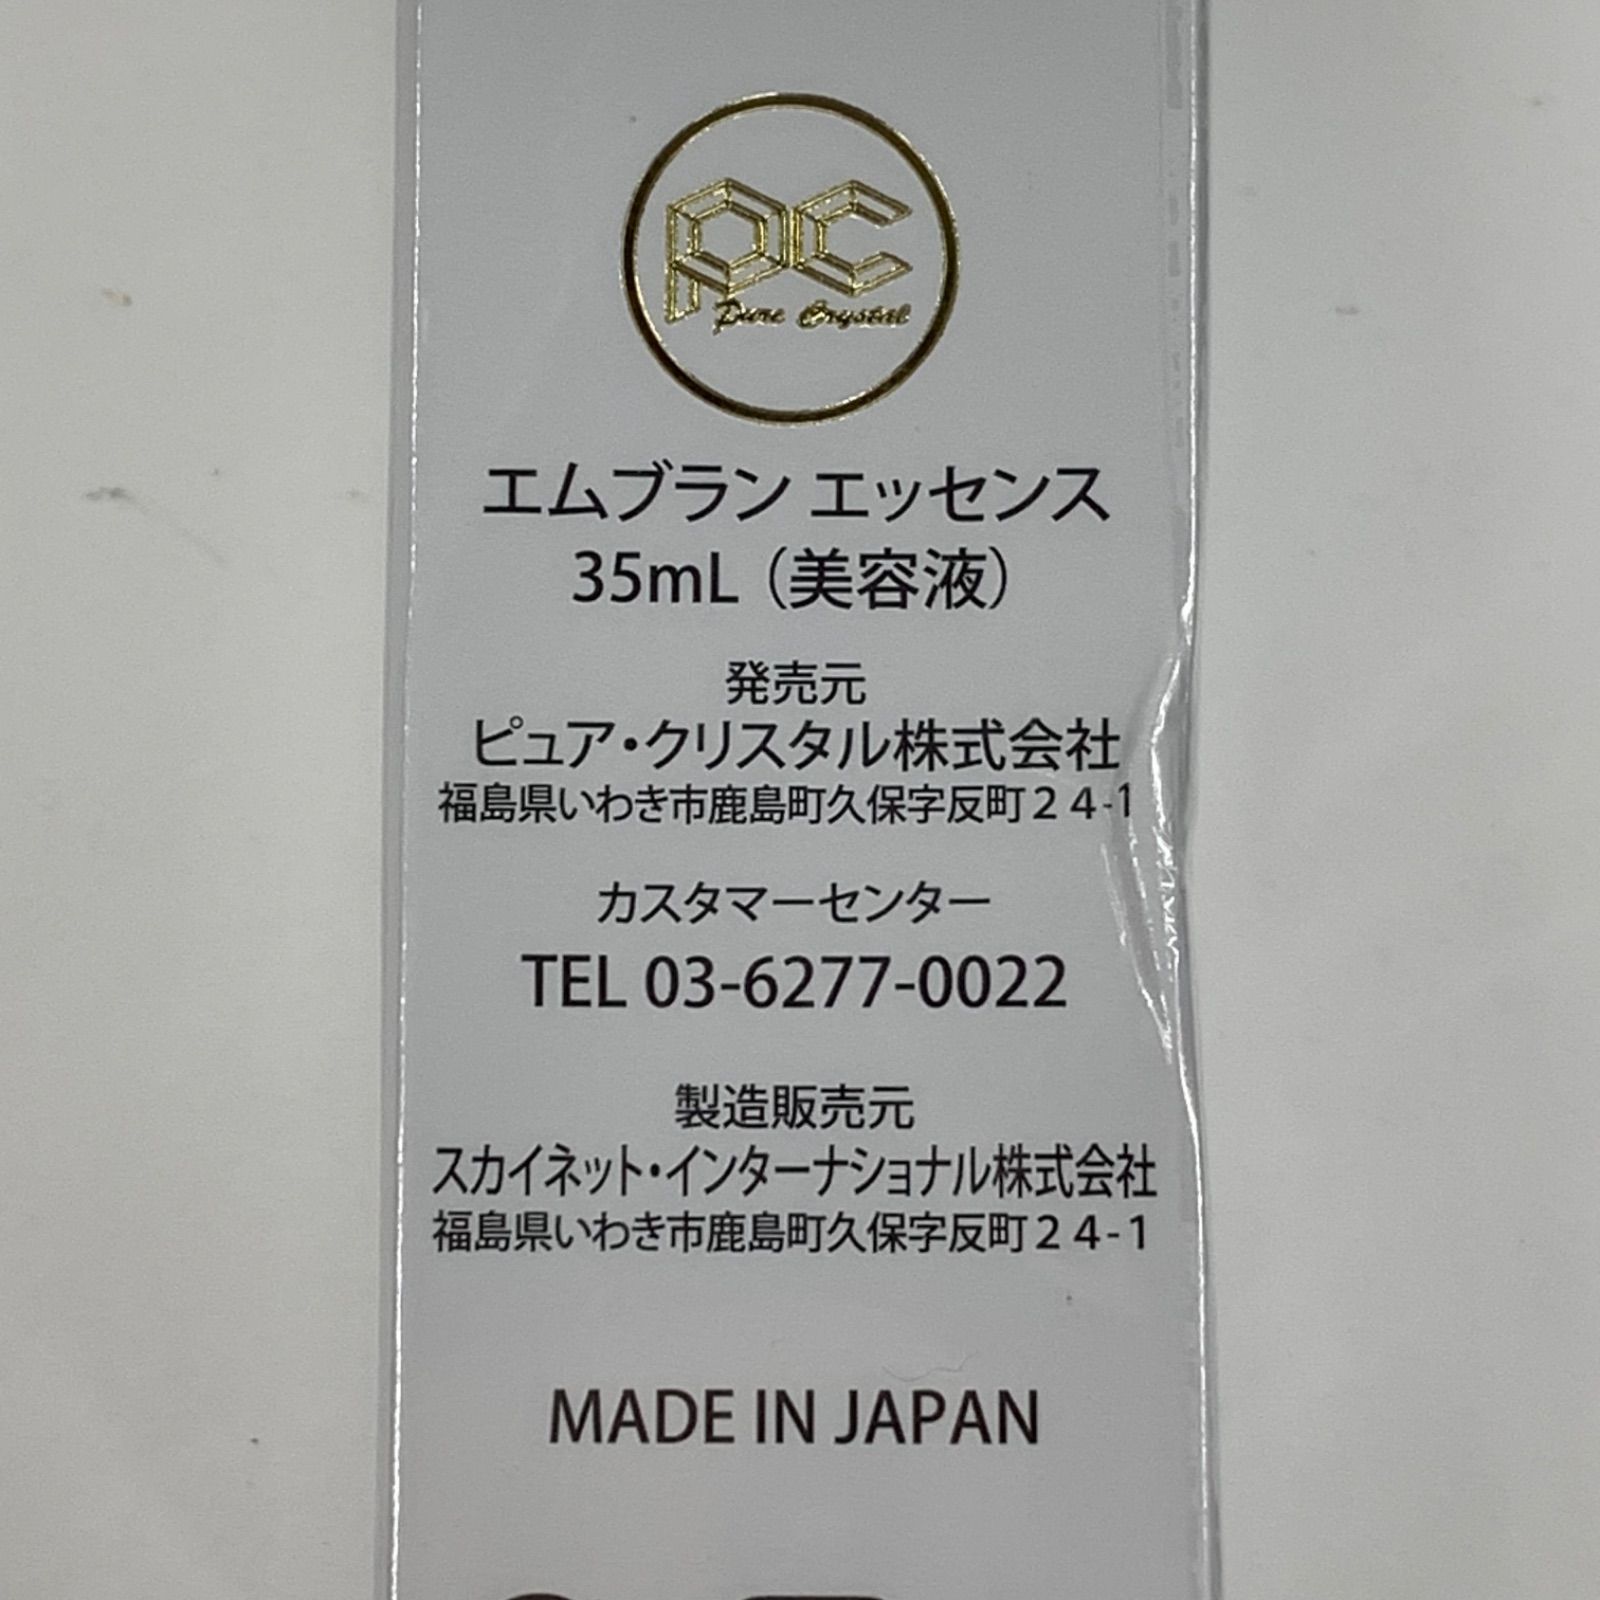 PC
Pure Crystal
エムブラン エッセンス
35mL（美容液）
発売元
ピュア・クリスタル株式会社
福島県いわき市鹿島町久保字反町２４-1
カスタマーセンター
TEL 03-6277-0022
製造販売元
スカイネット・インターナショナル株式会社
福島県いわき市鹿島町久保字反町２４-１
MADE IN JAPAN